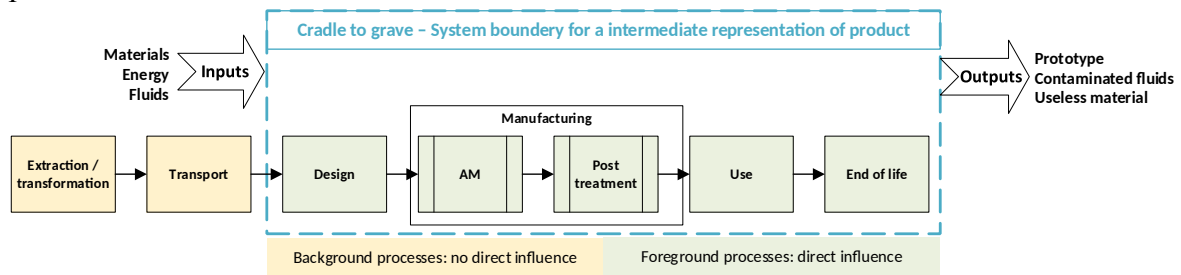 Cradle to grave – System boundery for a intermediate representation of product
Materials
Energy
Fluids
Inputs
Outputs
Prototype
Contaminated fluids
Useless material
Manufacturing
Extraction /
transformation
Transport
Design
AM
Post
treatment
Use
End of life
Background processes: no direct influence
Foreground processes: direct influence